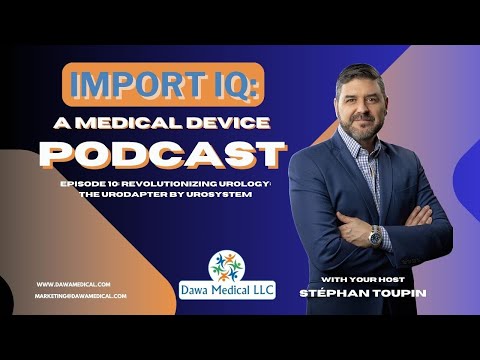 IMPORT IQ:
A MEDICAL DEVICE
PODCAST
EPISODE 10: REVOLUTIONIZING UROLOGY:
THE URODAPTER BY UROSYSTEM
WWW.DAWAMEDICAL.COM
MARKETING@DAWAMEDICAL.COM
Dawa Medical LLC
WITH YOUR HOST
STÉPHAN TOUPIN